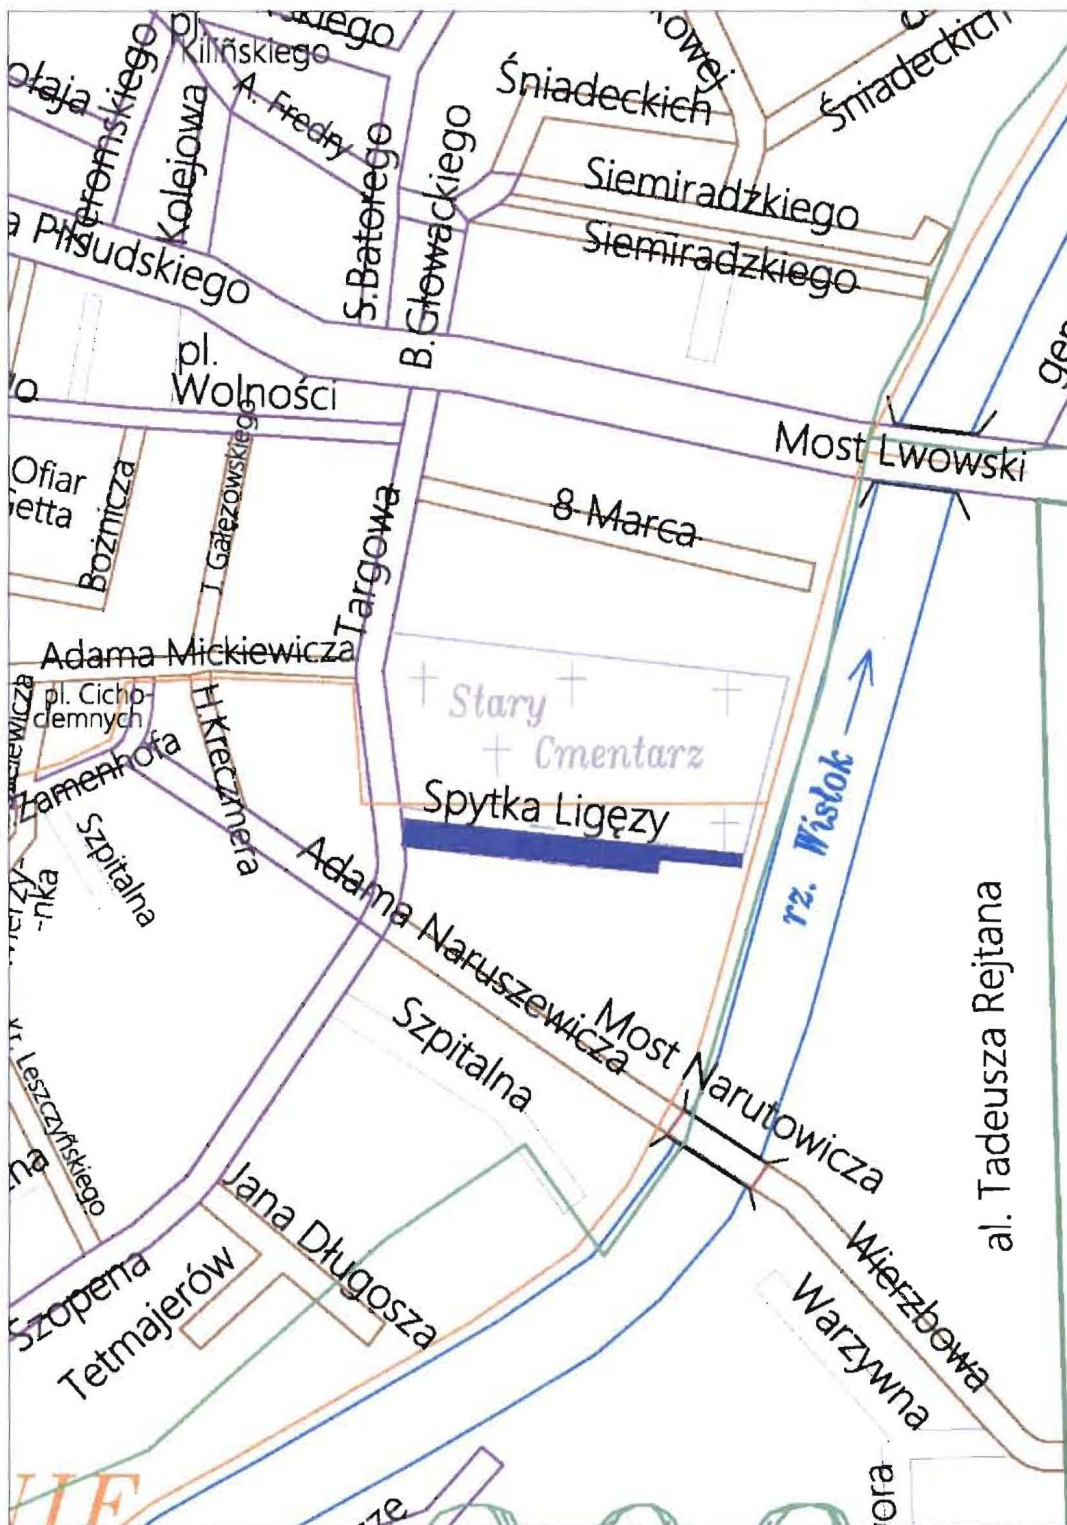 pl.
Kilińskiego
A. Fredry
Kolejowa
S.Batorego
B.Głowackiego
Śniadeckich
Śniadeckich
Siemiradzkiego
Siemiradzkiego
a Piłsudskiego
pl.
Wolności
Most Lwowski
Ofiar
Getta
Bożnicza
J. Gałęzowskiego
Targowa
8 Marca
Adama Mickiewicza
pl. Cicho-
ciemnych
H.Kreczmera
Zamenhofa
Stary
Cmentarz
Spytka Ligęzy
rz. Wisłok
Szpitalna
-nka
Adama Naruszewicza
Szpitalna
Most Narutowicza
al. Tadeusza Rejtana
Wierzbowa
Warzywna
Leszczyńskiego
Jana Długosza
Szopena
Tetmajerów